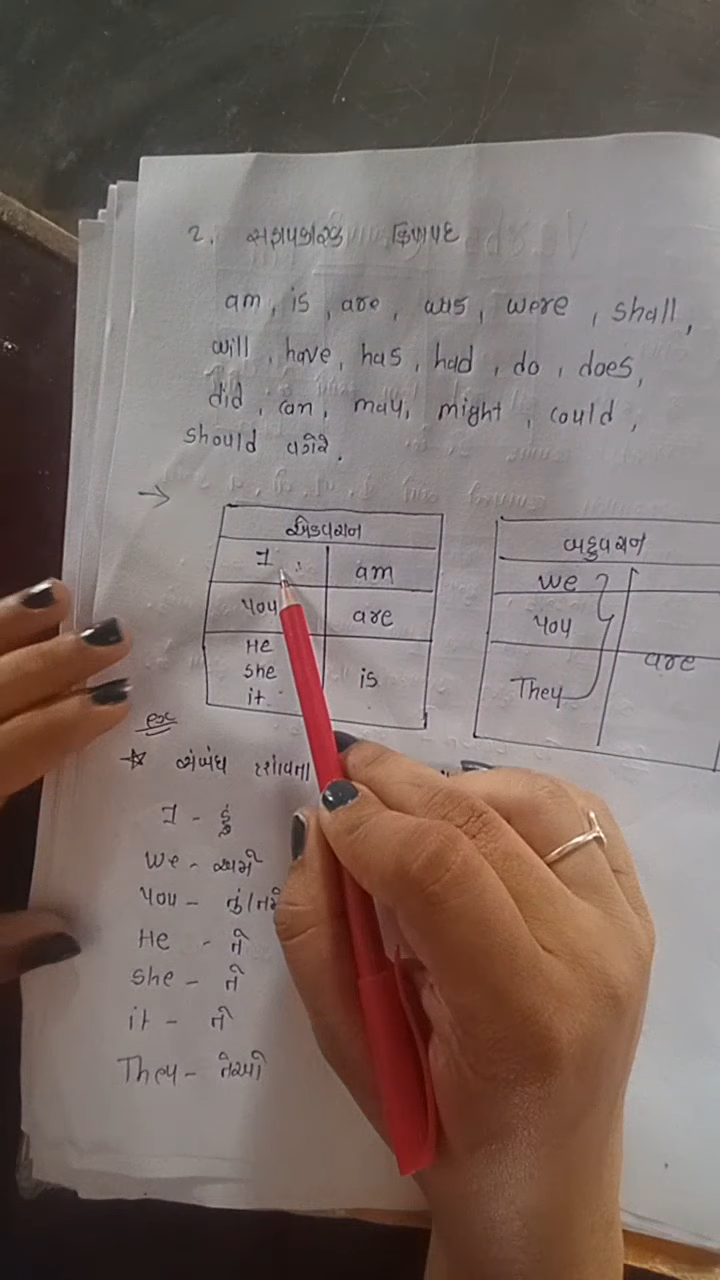 2. સહાયકારક ક્રિયાપદ
am, is, are, was, were, shall,
will, have, has, had, do, does,
did, can, may, might, could,
should વગેરે.
→
એકવચન
I am
you are
He
she
it
is
બહુવચન
we
you
They
are
ex
☆ સંબંધ દર્શાવતા
I - હું
we - અમે
you - તું/તમે
He - તે
she - તે
it - તે
They - તેઓ